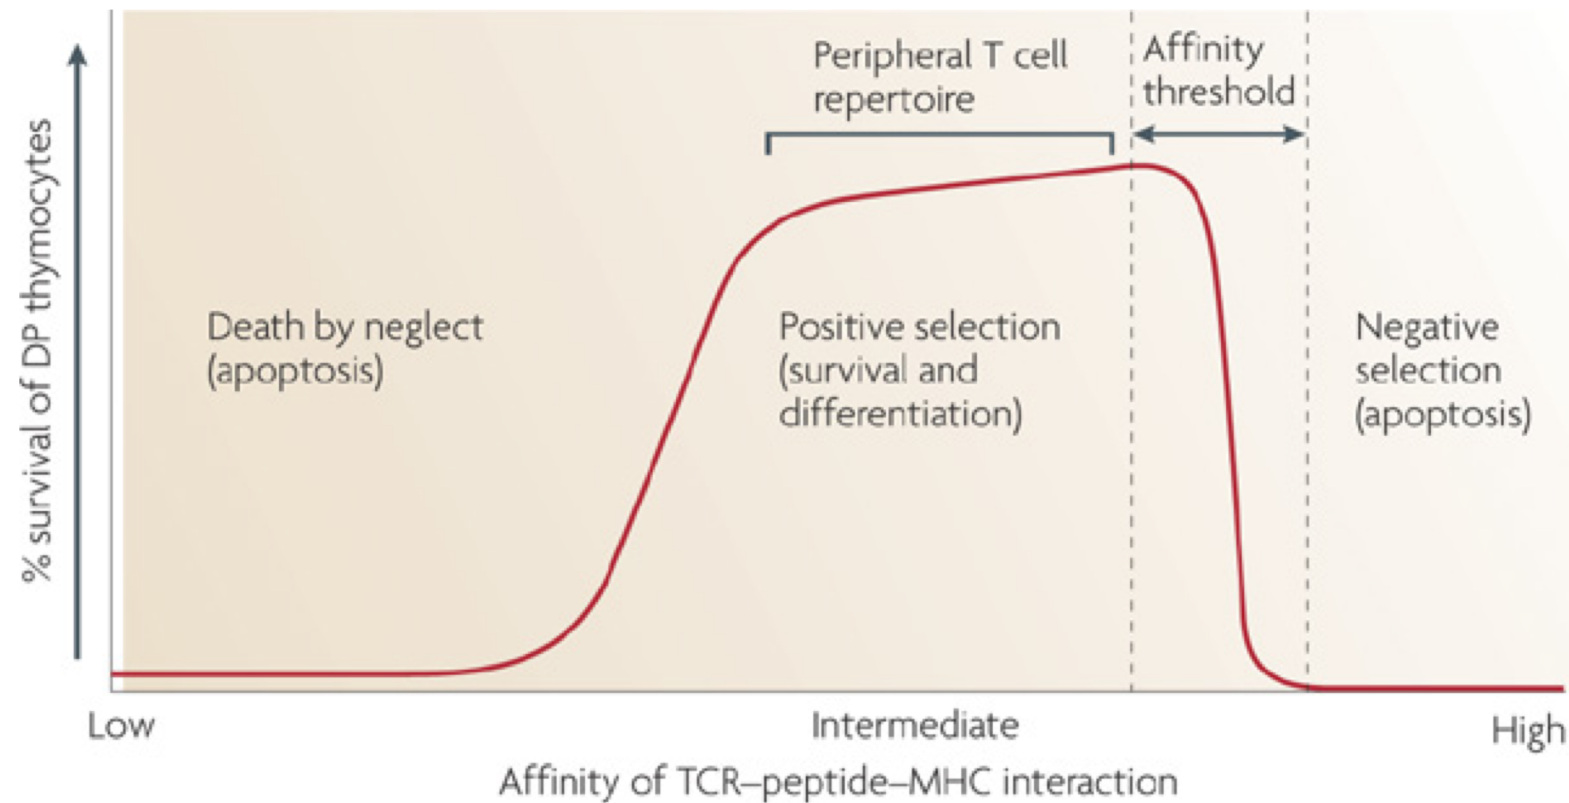 Peripheral T cell
repertoire
Affinity
threshold
% survival of DP thymocytes
Death by neglect
(apoptosis)
Positive selection
(survival and
differentiation)
Negative
selection
(apoptosis)
Low
Intermediate
High
Affinity of TCR–peptide–MHC interaction